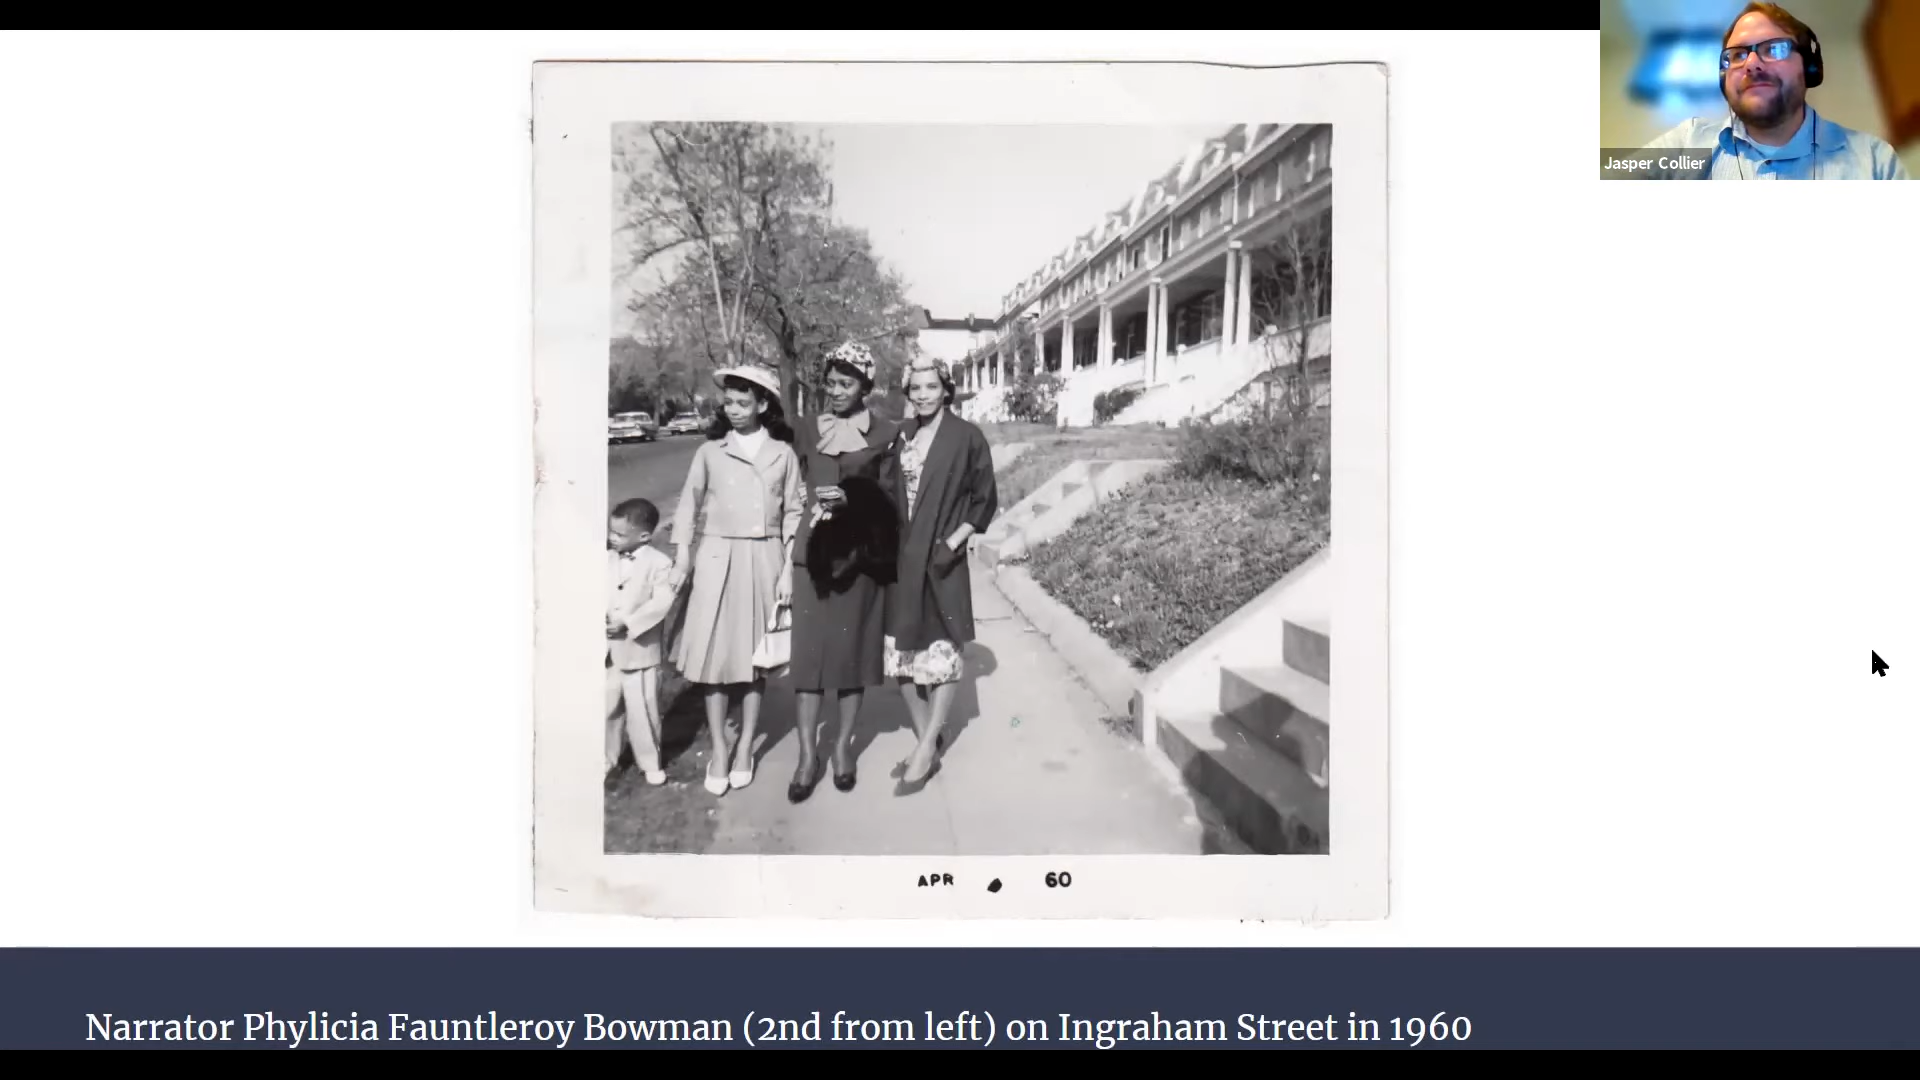 Jasper Collier
APR 60
Narrator Phylicia Fauntleroy Bowman (2nd from left) on Ingraham Street in 1960